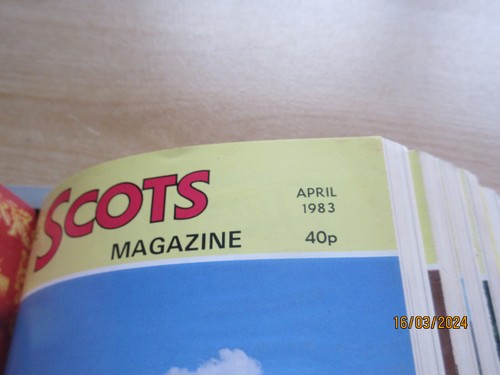 SCOTS
MAGAZINE
APRIL
1983
40p
16/03/2024